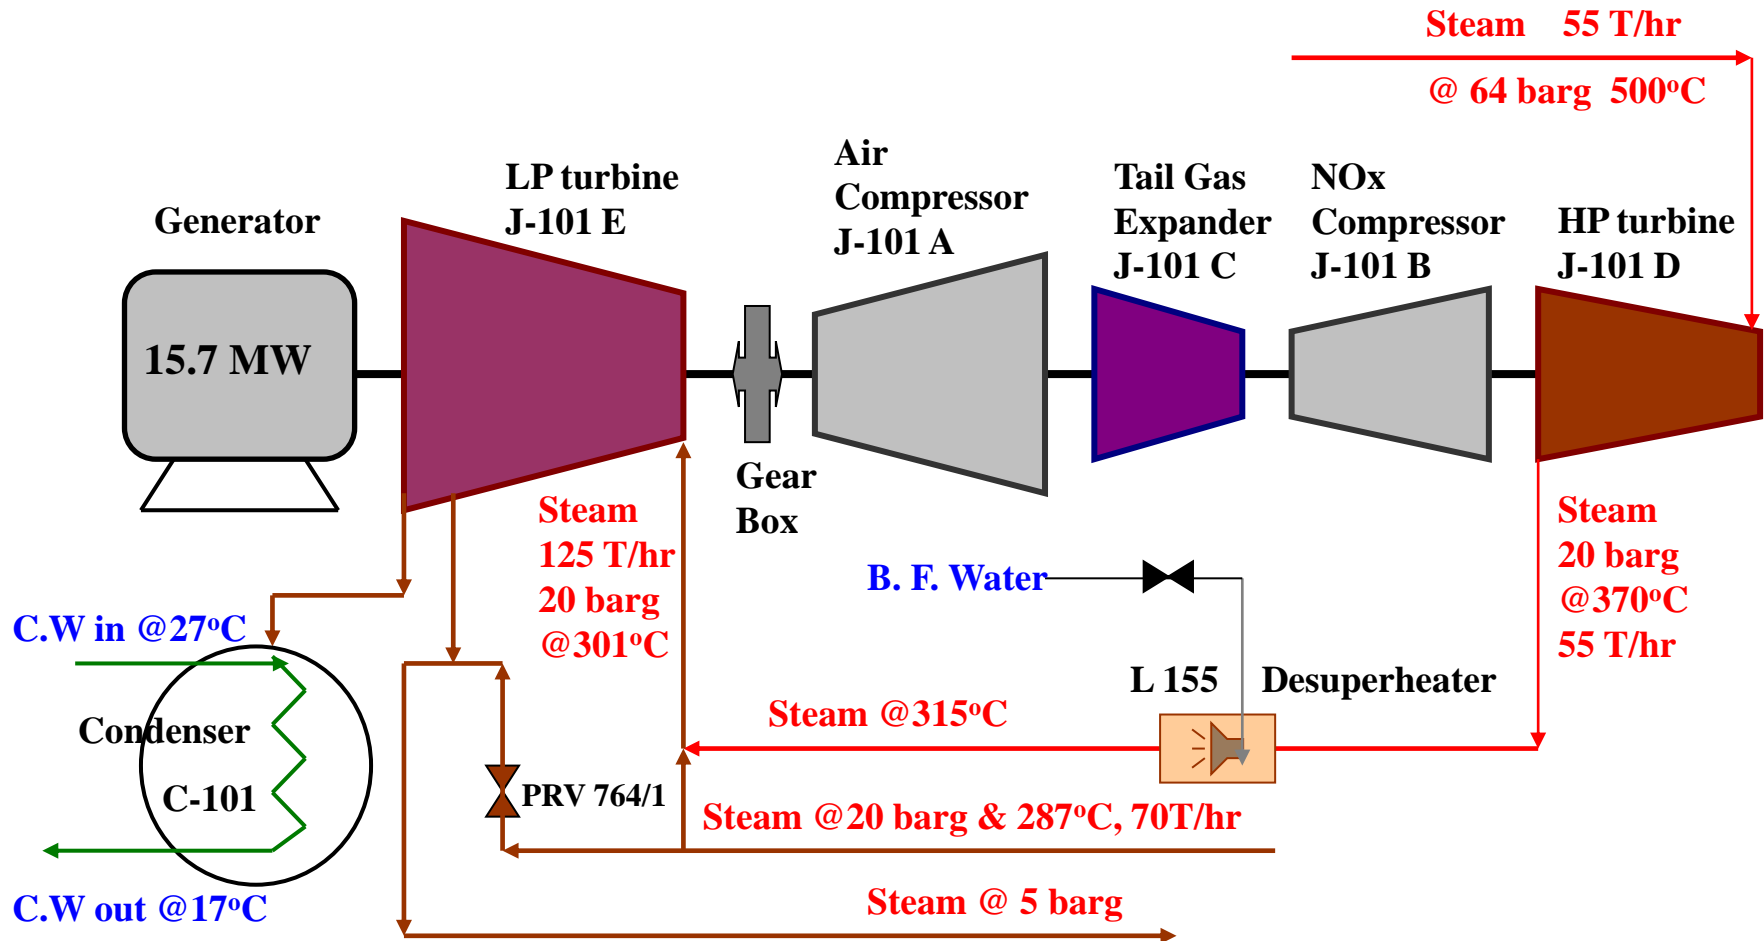 Steam 55 T/hr
@ 64 barg 500°C
Air
Compressor
J-101 A
LP turbine
J-101 E
Tail Gas
Expander
J-101 C
NOx
Compressor
J-101 B
Generator
HP turbine
J-101 D
15.7 MW
Gear
Box
Steam
125 T/hr
20 barg
@301°C
Steam
20 barg
@370°C
55 T/hr
B. F. Water
C.W in @27°C
L 155 Desuperheater
Steam @315°C
Condenser
C-101
PRV 764/1
Steam @20 barg & 287°C, 70T/hr
C.W out @17°C
Steam @ 5 barg